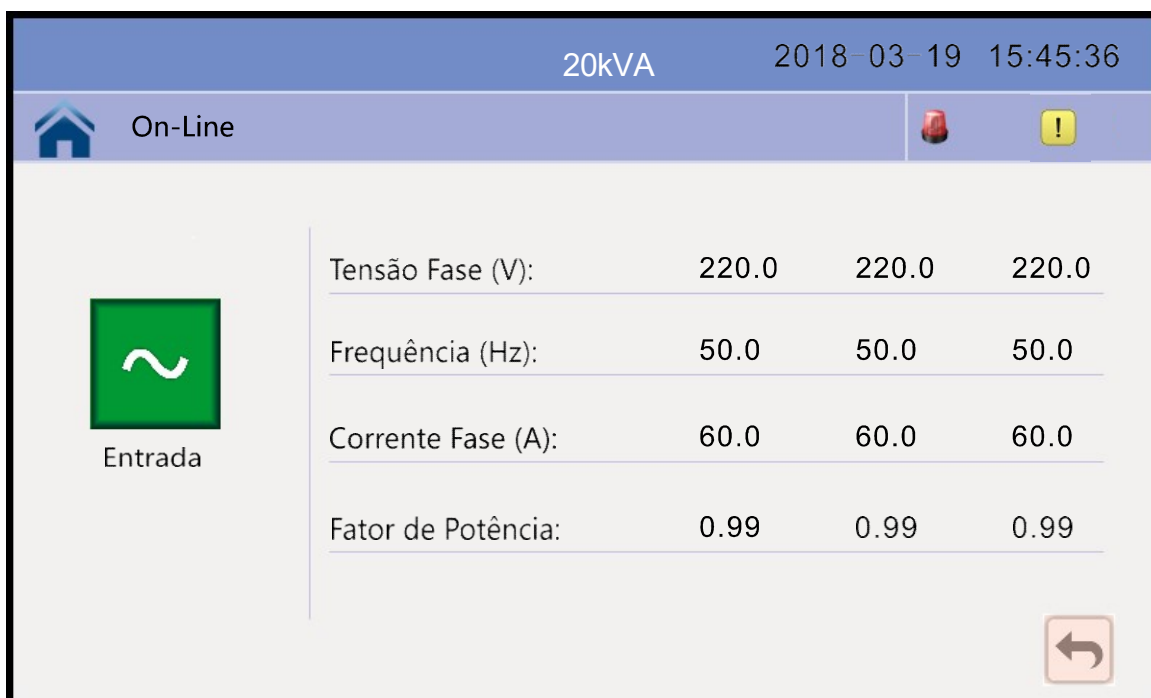 20kVA 2018-03-19 15:45:36
On-Line !
Tensão Fase (V): 220.0 220.0 220.0
Frequência (Hz): 50.0 50.0 50.0
Corrente Fase (A): 60.0 60.0 60.0
Entrada
Fator de Potência: 0.99 0.99 0.99